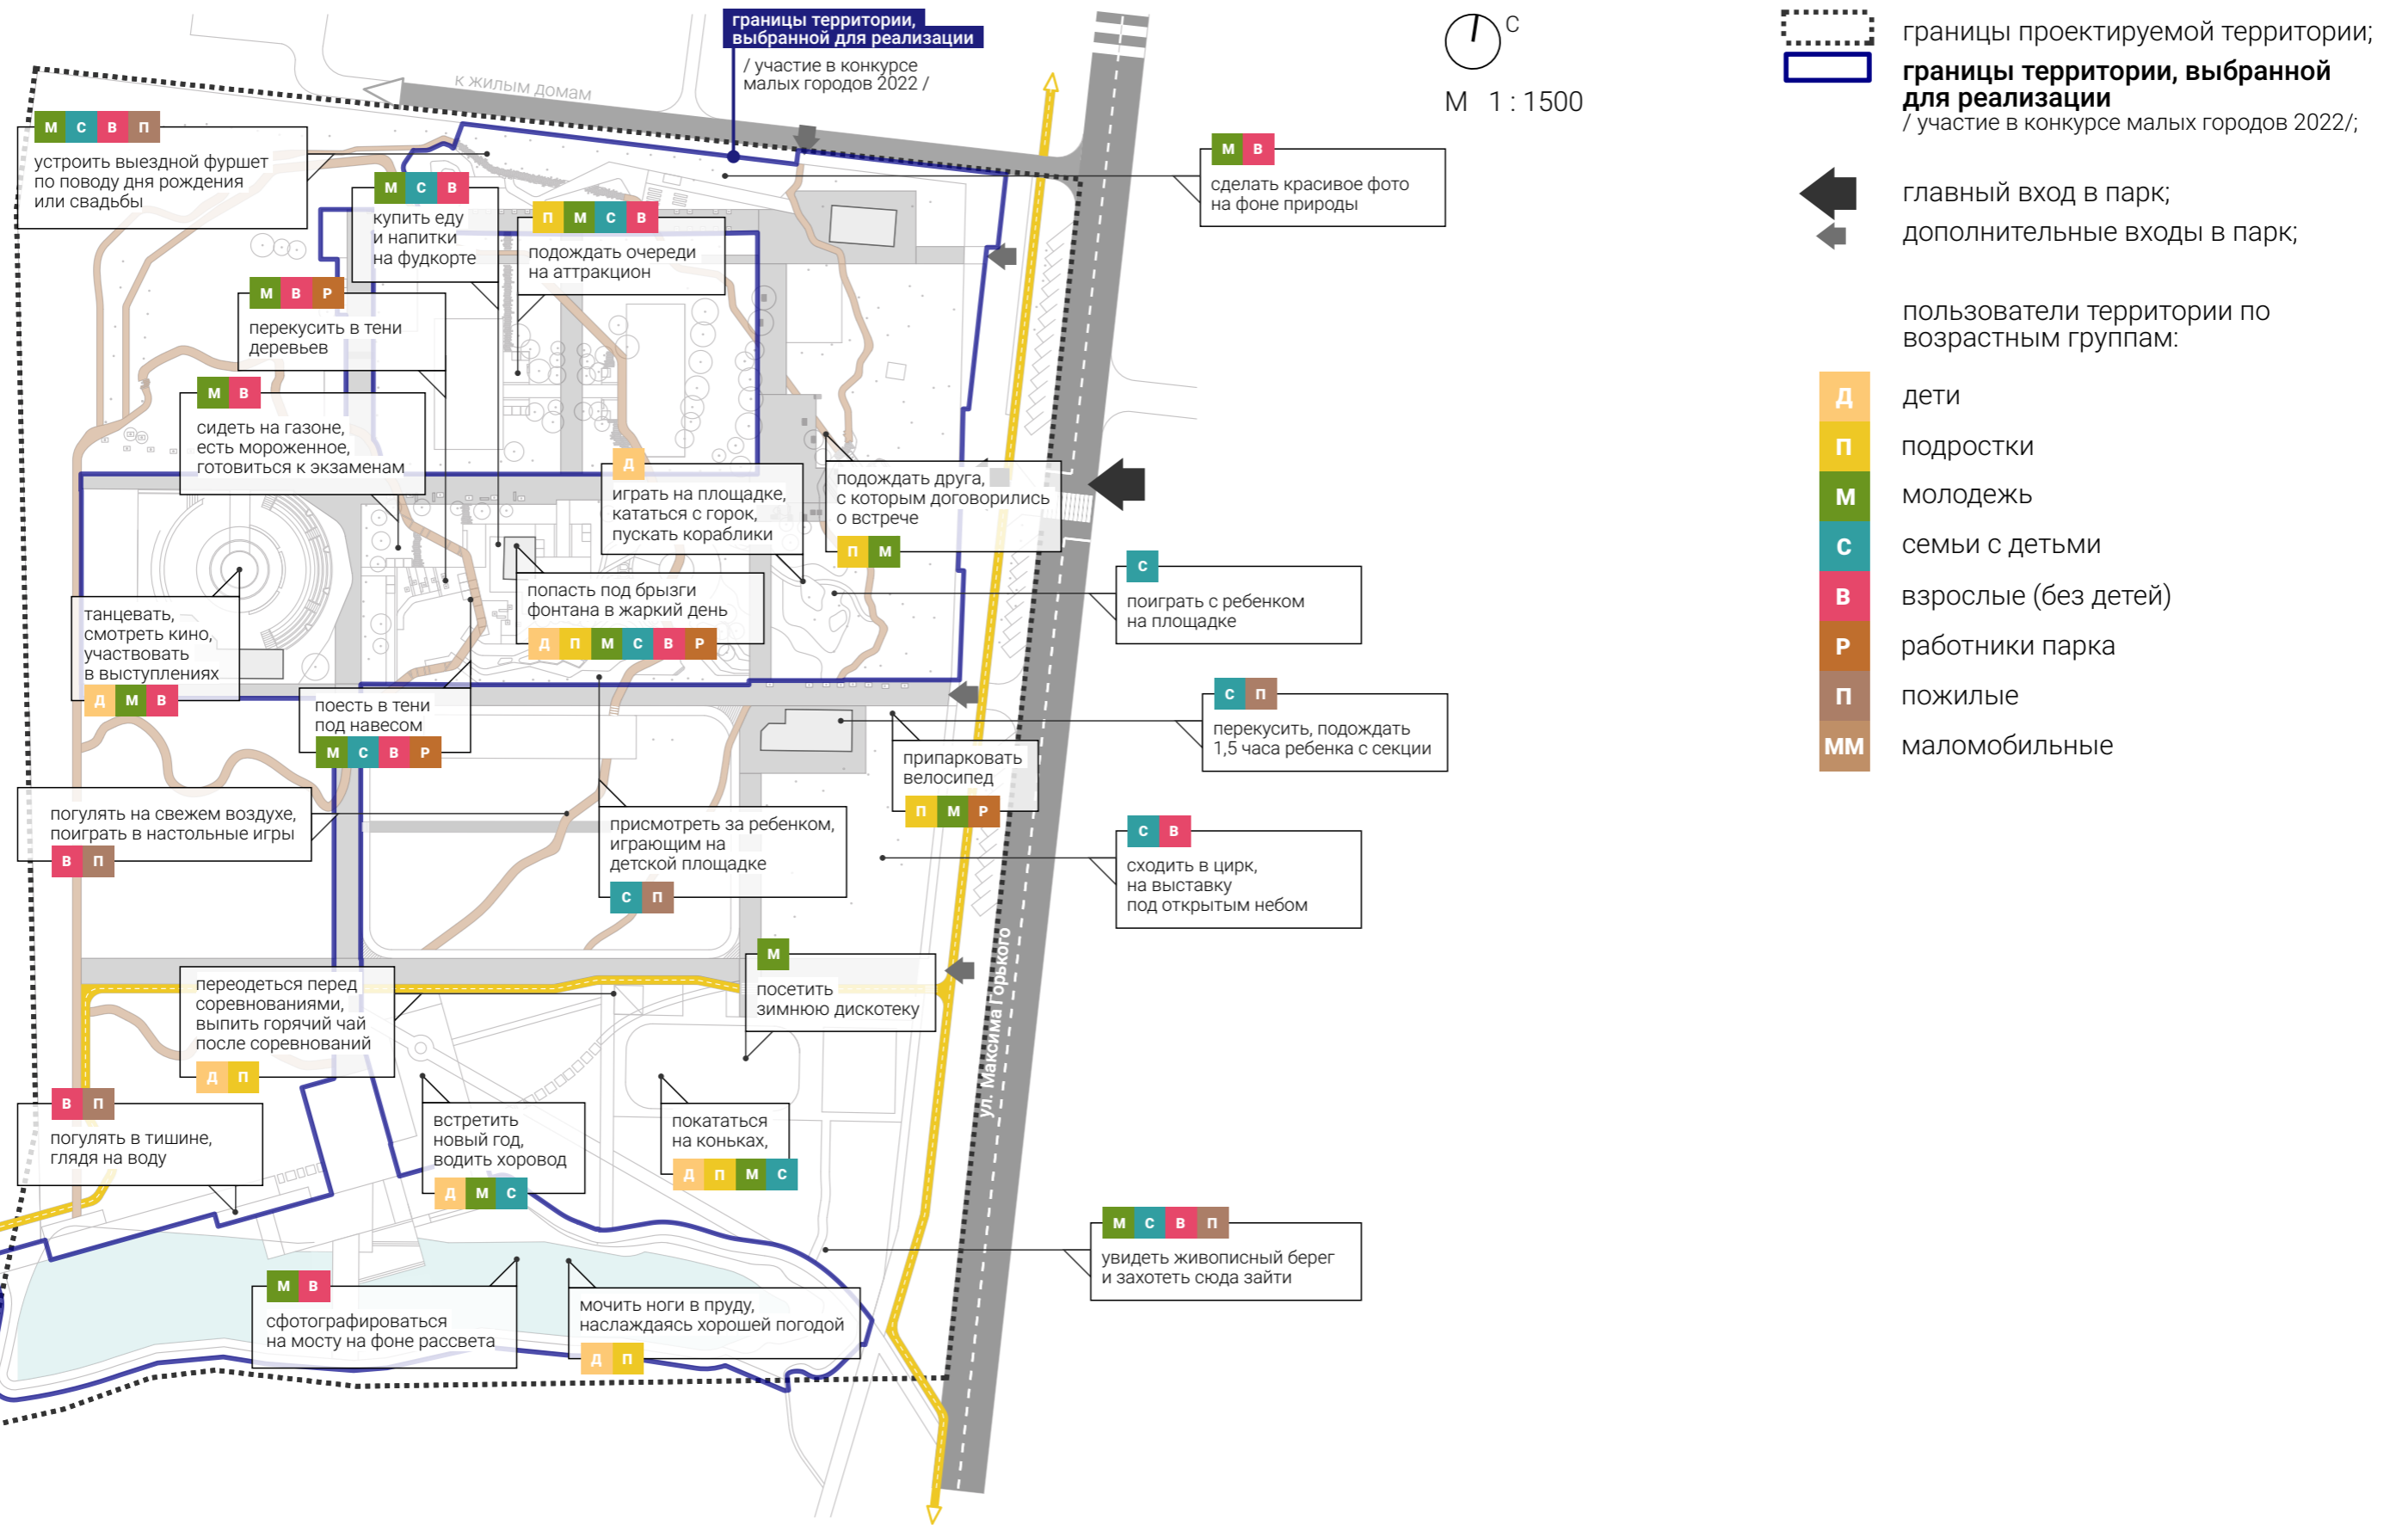 границы территории,
выбранной для реализации
/ участие в конкурсе
малых городов 2022 /
к жилым домам
С
М 1 : 1500
М С В П
устроить выездной фуршет
по поводу дня рождения
или свадьбы
М С В
купить еду
и напитки
на фудкорте
П М С В
подождать очереди
на аттракцион
М В
сделать красивое фото
на фоне природы
М В Р
перекусить в тени
деревьев
М В
сидеть на газоне,
есть мороженное,
готовиться к экзаменам
Д
играть на площадке,
кататься с горок,
пускать кораблики
подождать друга,
с которым договорились
о встрече
П М
С
поиграть с ребенком
на площадке
попасть под брызги
фонтана в жаркий день
Д П М С В Р
танцевать,
смотреть кино,
участвовать
в выступлениях
Д М В
поесть в тени
под навесом
М С В Р
С П
перекусить, подождать
1,5 часа ребенка с секции
припарковать
велосипед
П М Р
погулять на свежем воздухе,
поиграть в настольные игры
В П
присмотреть за ребенком,
играющим на
детской площадке
С П
С В
сходить в цирк,
на выставку
под открытым небом
переодеться перед
соревнованиями,
выпить горячий чай
после соревнований
Д П
М
посетить
зимнюю дискотеку
ул. Максима Горького
В П
погулять в тишине,
глядя на воду
встретить
новый год,
водить хоровод
Д М С
покататься
на коньках,
Д П М С
М С В П
увидеть живописный берег
и захотеть сюда зайти
М В
сфотографироваться
на мосту на фоне рассвета
мочить ноги в пруду,
наслаждаясь хорошей погодой
Д П
границы проектируемой территории;
границы территории, выбранной
для реализации
/ участие в конкурсе малых городов 2022/;
главный вход в парк;
дополнительные входы в парк;
пользователи территории по
возрастным группам:
Д дети
П подростки
М молодежь
С семьи с детьми
В взрослые (без детей)
Р работники парка
П пожилые
ММ маломобильные